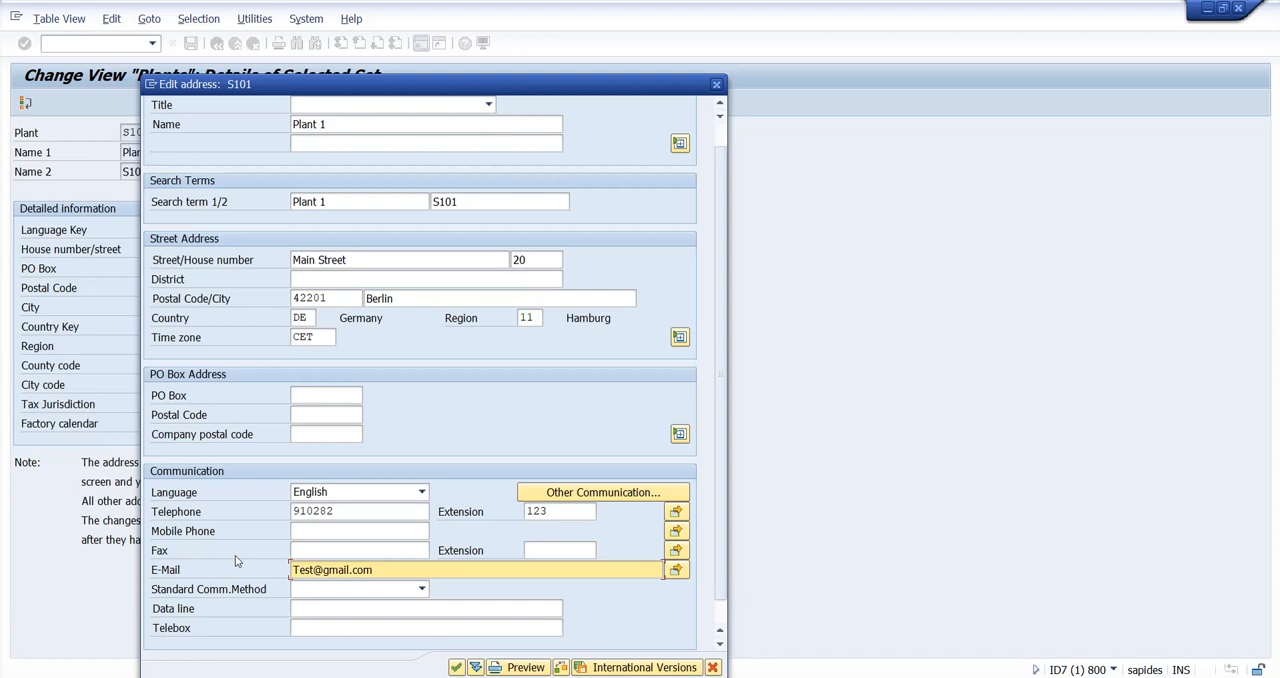 Table View Edit Goto Selection Utilities System Help
Change View "Plants": Details of Selected Set
Edit address: S101
Plant S10
Name 1 Plan
Name 2 S10
Detailed information
Language Key
House number/street
PO Box
Postal Code
City
Country Key
Region
County code
City code
Tax Jurisdiction
Factory calendar
Note: The address
screen and y
All other add
The changes
after they ha
Title
Name Plant 1
Search Terms
Search term 1/2 Plant 1 S101
Street Address
Street/House number Main Street 20
District
Postal Code/City 42201 Berlin
Country DE Germany Region 11 Hamburg
Time zone CET
PO Box Address
PO Box
Postal Code
Company postal code
Communication
Language English Other Communication...
Telephone 910282 Extension 123
Mobile Phone
Fax Extension
E-Mail Test@gmail.com
Standard Comm.Method
Data line
Telebox
Preview International Versions
ID7 (1) 800 sapides INS